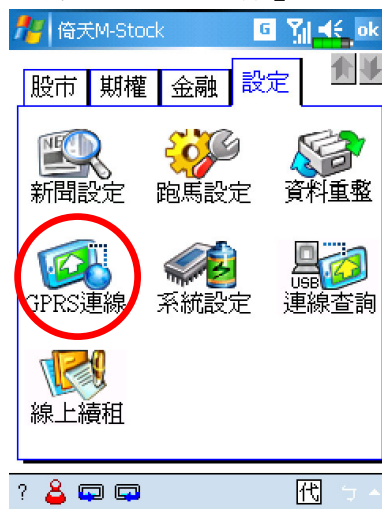 倚天M-Stock G ok
股市 期權 金融 設定
NEWS
新聞設定 跑馬設定 資料重整
USB
GPRS連線 系統設定 連線查詢
線上續租
? 代 ㄅ